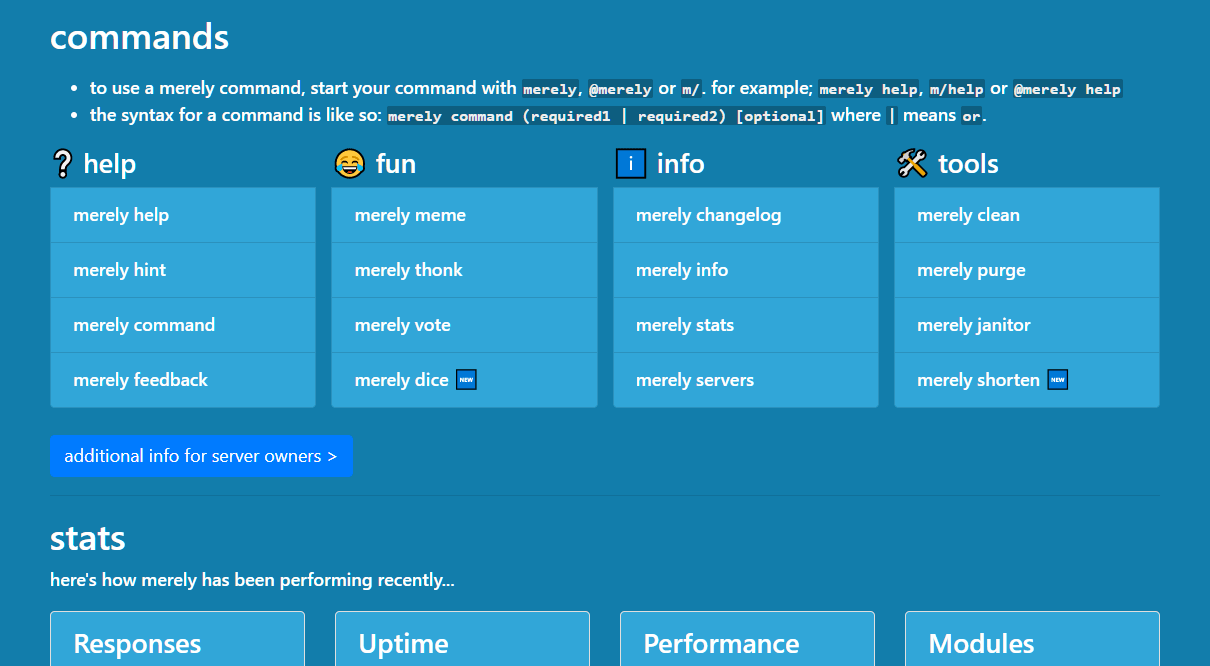 commands
to use a merely command, start your command with merely, @merely or m/. for example; merely help, m/help or @merely help
the syntax for a command is like so: merely command (required1 | required2) [optional] where | means or.
help
merely help
merely hint
merely command
merely feedback
fun
merely meme
merely thonk
merely vote
merely dice NEW
info
merely changelog
merely info
merely stats
merely servers
tools
merely clean
merely purge
merely janitor
merely shorten NEW
additional info for server owners >
stats
here's how merely has been performing recently...
Responses
Uptime
Performance
Modules